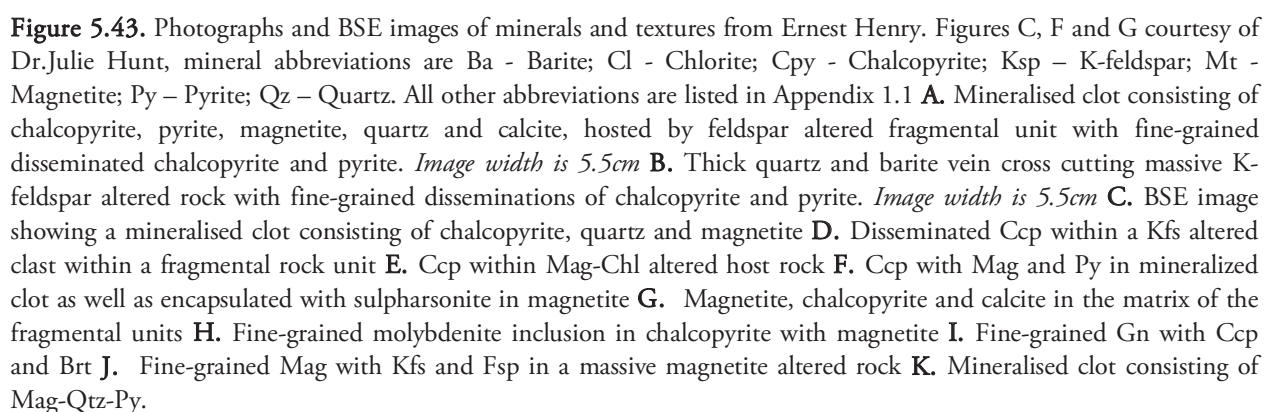 Figure 5.43. Photographs and BSE images of minerals and textures from Ernest Henry. Figures C, F and G courtesy of
Dr.Julie Hunt, mineral abbreviations are Ba - Barite; Cl - Chlorite; Cpy - Chalcopyrite; Ksp – K-feldspar; Mt -
Magnetite; Py – Pyrite; Qz – Quartz. All other abbreviations are listed in Appendix 1.1 A. Mineralised clot consisting of
chalcopyrite, pyrite, magnetite, quartz and calcite, hosted by feldspar altered fragmental unit with fine-grained
disseminated chalcopyrite and pyrite. Image width is 5.5cm B. Thick quartz and barite vein cross cutting massive K-
feldspar altered rock with fine-grained disseminations of chalcopyrite and pyrite. Image width is 5.5cm C. BSE image
showing a mineralised clot consisting of chalcopyrite, quartz and magnetite D. Disseminated Ccp within a Kfs altered
clast within a fragmental rock unit E. Ccp within Mag-Chl altered host rock F. Ccp with Mag and Py in mineralized
clot as well as encapsulated with sulpharsonite in magnetite G. Magnetite, chalcopyrite and calcite in the matrix of the
fragmental units H. Fine-grained molybdenite inclusion in chalcopyrite with magnetite I. Fine-grained Gn with Ccp
and Brt J. Fine-grained Mag with Kfs and Fsp in a massive magnetite altered rock K. Mineralised clot consisting of
Mag-Qtz-Py.